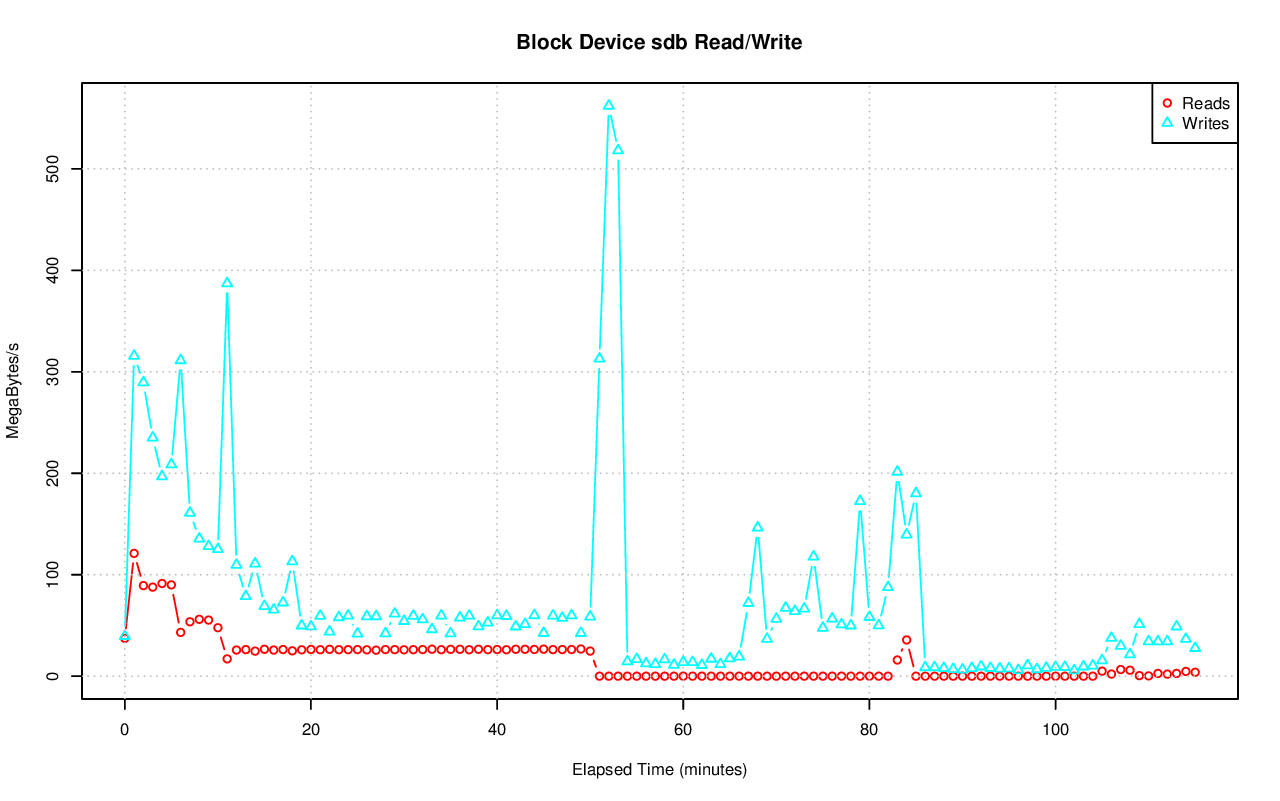 Block Device sdb Read/Write
Reads
Writes
MegaBytes/s
500
400
300
200
100
0
0 20 40 60 80 100
Elapsed Time (minutes)